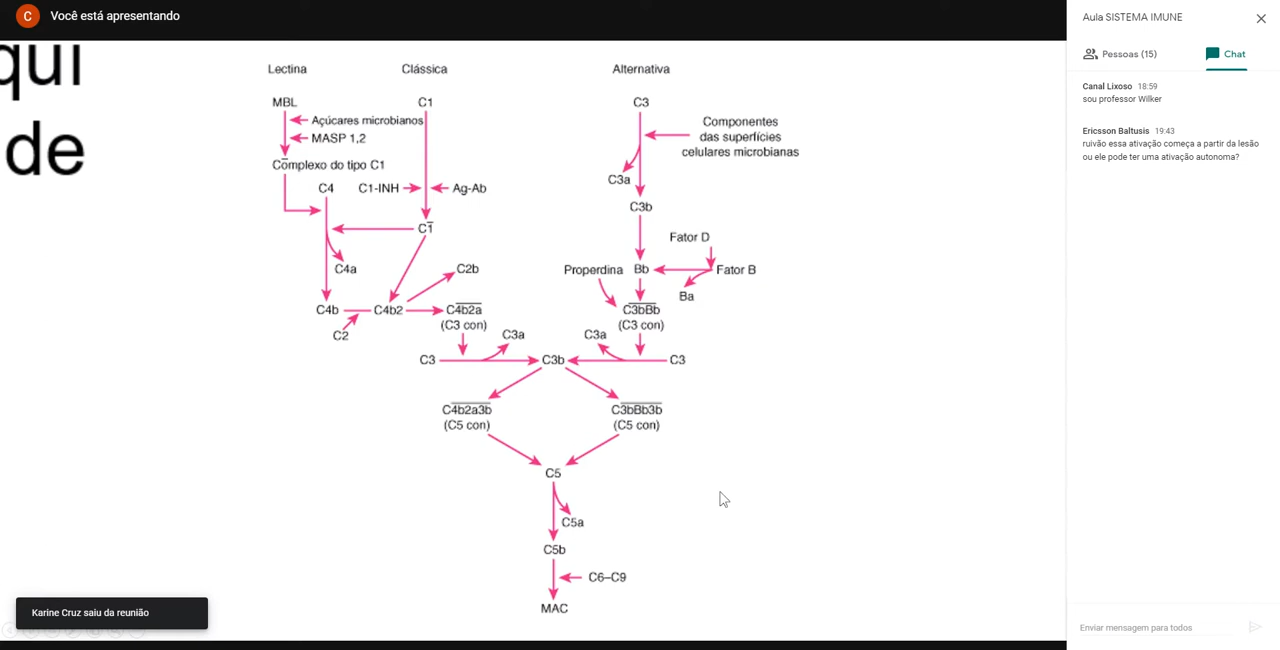 C
Você está apresentando
qui
de
Lectina
Clássica
Alternativa
MBL
C1
C3
Açúcares microbianos
MASP 1,2
Componentes
das superfícies
celulares microbianas
Complexo do tipo C1
C4
C1-INH
Ag-Ab
C3a
C3b
C1̅
Fator D
C4a
C2b
Properdina
Bb
Fator B
Ba
C4b
C4b2
C4b2a
(C3 con)
C3bBb
(C3 con)
C2
C3a
C3a
C3
C3b
C3
C4b2a3b
(C5 con)
C3bBb3b
(C5 con)
C5
C5a
C5b
C6–C9
MAC
Karine Cruz saiu da reunião
Aula SISTEMA IMUNE
Pessoas (15)
Chat
Canal Lixoso 18:59
sou professor Wilker
Ericsson Baltusis 19:43
ruivão essa ativação começa a partir da lesão
ou ele pode ter uma ativação autonoma?
Enviar mensagem para todos